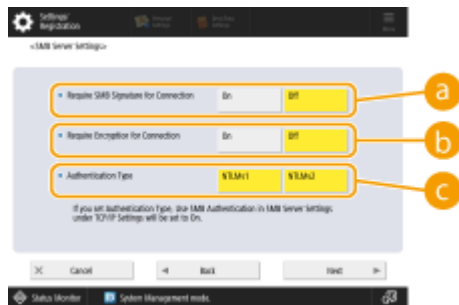 Settings/
Registration
<SMB Server Settings>
Require SMB Signature for Connection
On
Off
a
Require Encryption for Connection
On
Off
b
Authentication Type
NTLMv1
NTLMv2
c
If you set Authentication Type, Use SMB Authentication in SMB Server Settings
under TCP/IP Settings will be set to On.
Cancel
Back
Next
Status Monitor
System Management mode.